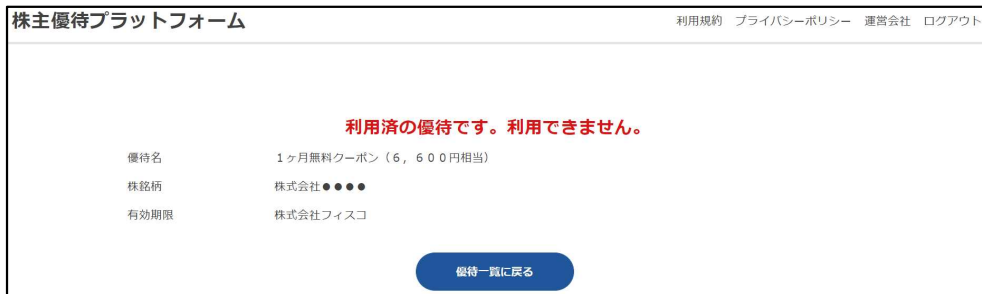 株主優待プラットフォーム
利用規約 プライバシーポリシー 運営会社 ログアウト
利用済の優待です。利用できません。
優待名 1ヶ月無料クーポン（6，600円相当）
株銘柄 株式会社●●●●
有効期限 株式会社フィスコ
優待一覧に戻る